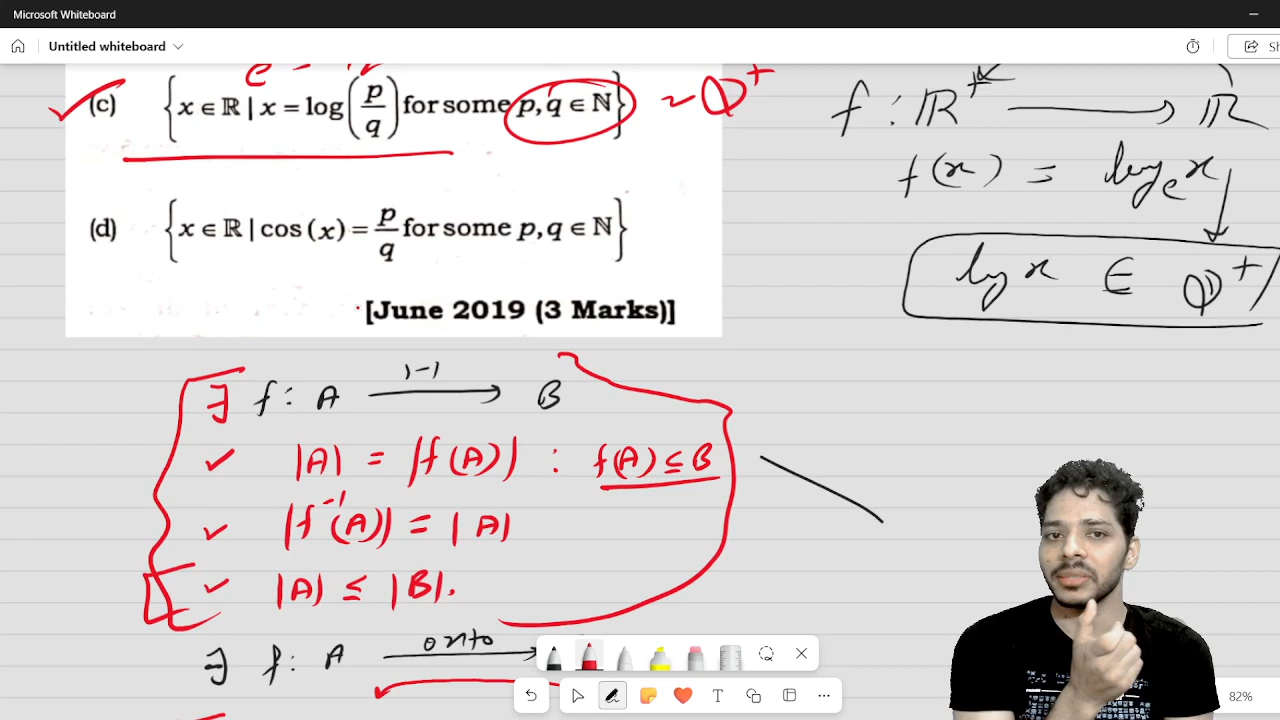 Microsoft Whiteboard
Untitled whiteboard
(c) {x ∈ ℝ | x = log(p/q) for some p, q ∈ ℕ} ~ ℚ⁺
(d) {x ∈ ℝ | cos (x) = p/q for some p, q ∈ ℕ}
[June 2019 (3 Marks)]
f : ℝ⁺ → ℝ
f(x) = logₑx
log x ∈ ℚ⁺
∃ f : A 1-1 → B
|A| = |f(A)| : f(A) ⊆ B
|f⁻¹(A)| = |A|
|A| ≤ |B|.
∃ f : A onto →
T
82%